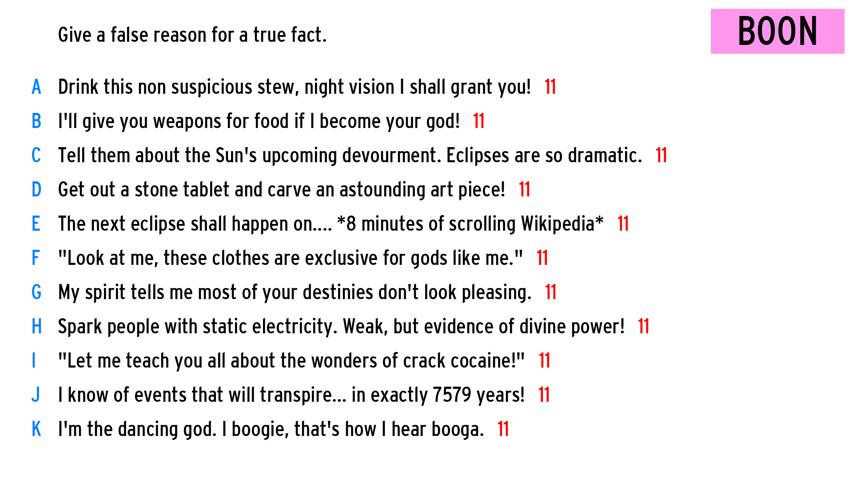 Give a false reason for a true fact.
BOON
A Drink this non suspicious stew, night vision I shall grant you! 11
B I'll give you weapons for food if I become your god! 11
C Tell them about the Sun's upcoming devourment. Eclipses are so dramatic. 11
D Get out a stone tablet and carve an astounding art piece! 11
E The next eclipse shall happen on.... *8 minutes of scrolling Wikipedia* 11
F "Look at me, these clothes are exclusive for gods like me." 11
G My spirit tells me most of your destinies don't look pleasing. 11
H Spark people with static electricity. Weak, but evidence of divine power! 11
I "Let me teach you all about the wonders of crack cocaine!" 11
J I know of events that will transpire... in exactly 7579 years! 11
K I'm the dancing god. I boogie, that's how I hear booga. 11